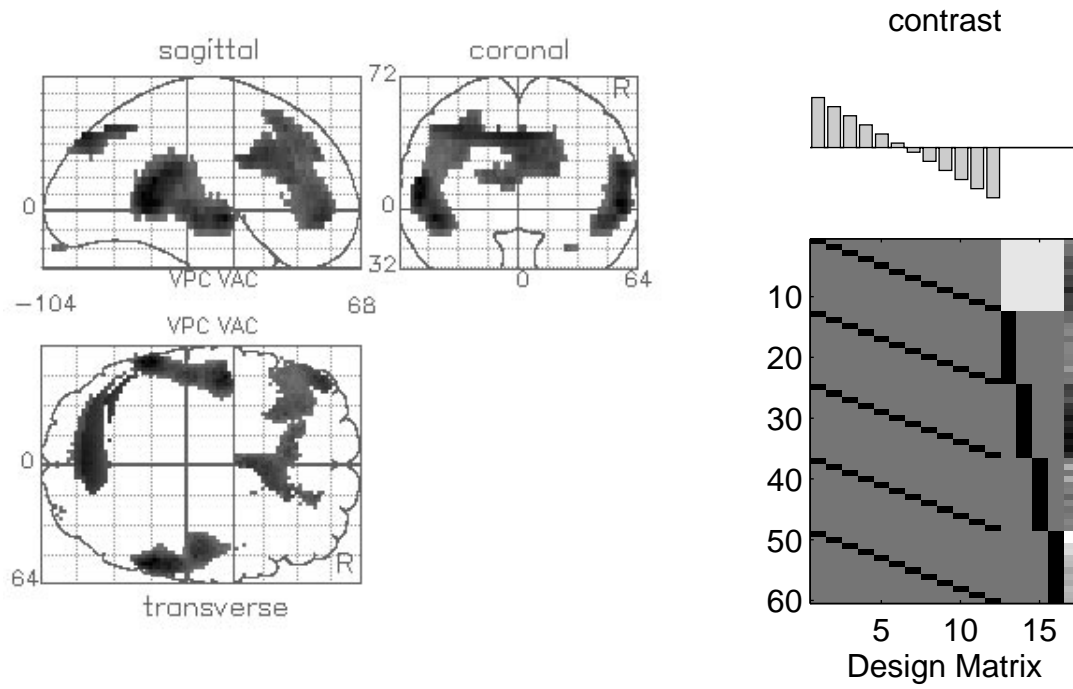 contrast
sagittal
coronal
72
R
0
0
32
VPC VAC
0
64
-104
68
VPC VAC
0
R
64
transverse
10
20
30
40
50
60
5 10 15
Design Matrix